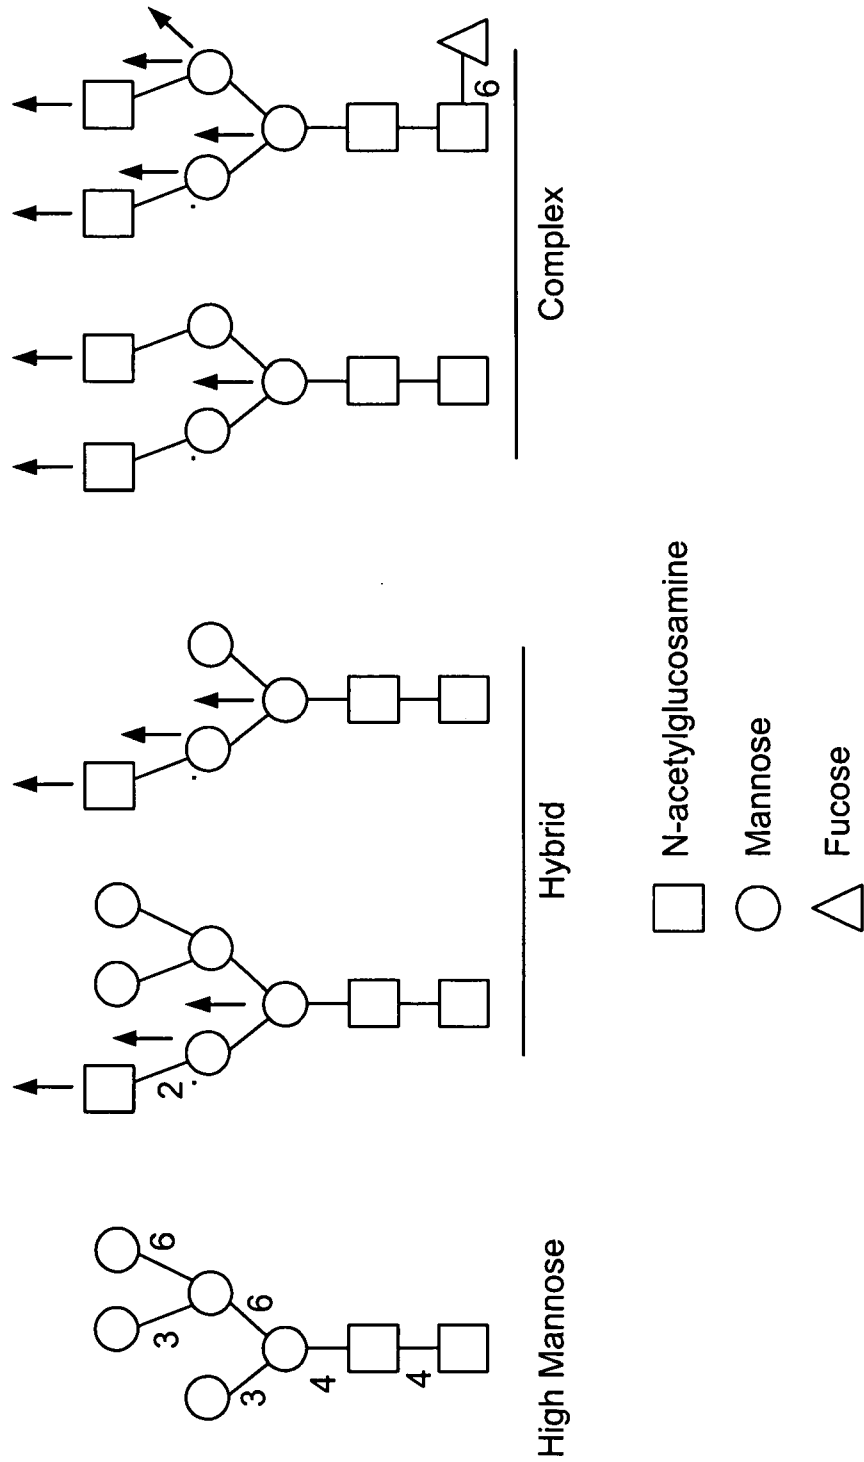 3 6 2
3 6
4
4
6
High Mannose
Hybrid
Complex
N-acetylglucosamine
Mannose
Fucose